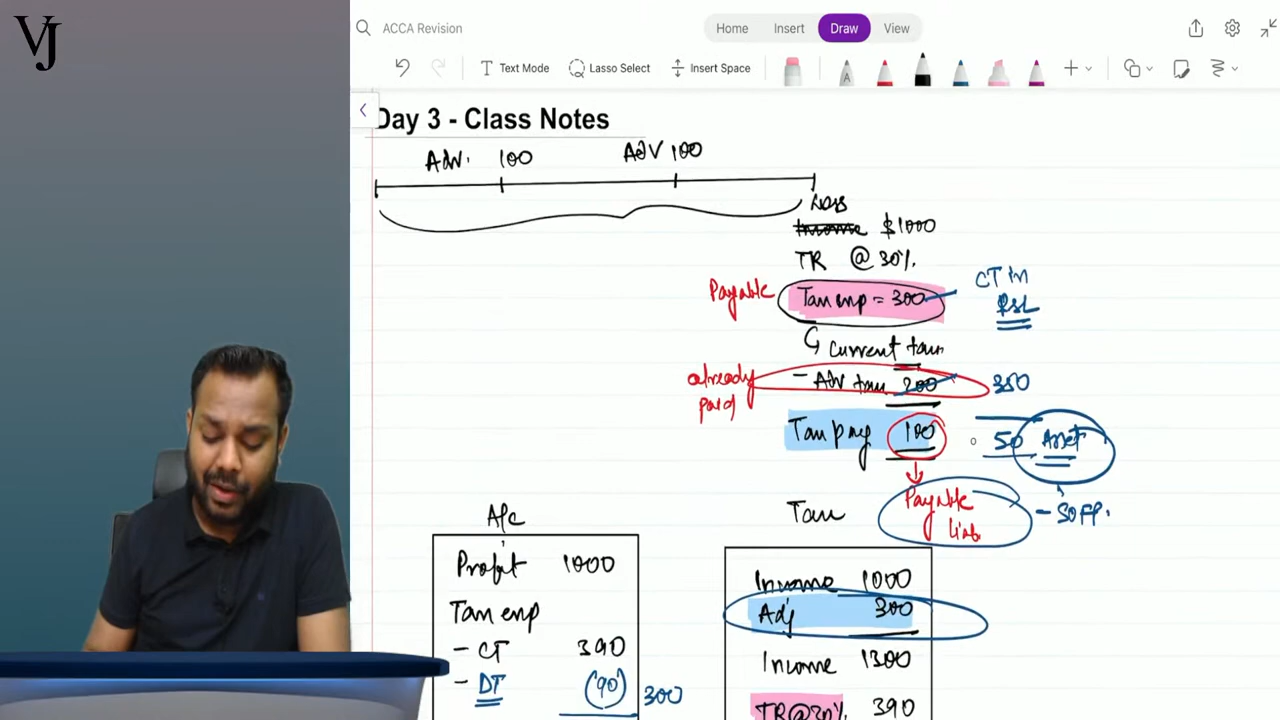 VJ
ACCA Revision
Home Insert Draw View
Text Mode Lasso Select Insert Space
Day 3 - Class Notes
Adv. 100 Adv 100
Income $1000
TR @ 30%
Payable Tax exp = 300 CT in
P&L
↳ current tax
already paid - Adv tax 200 350
Tax pay 100 50 Asset
Payable
Liab
- SOFP.
A/c Tax
Profit 1000
Tax exp
- CT 390
- DT (90) 300
Income 1000
Adj 300
Income 1300
TR@30% 390